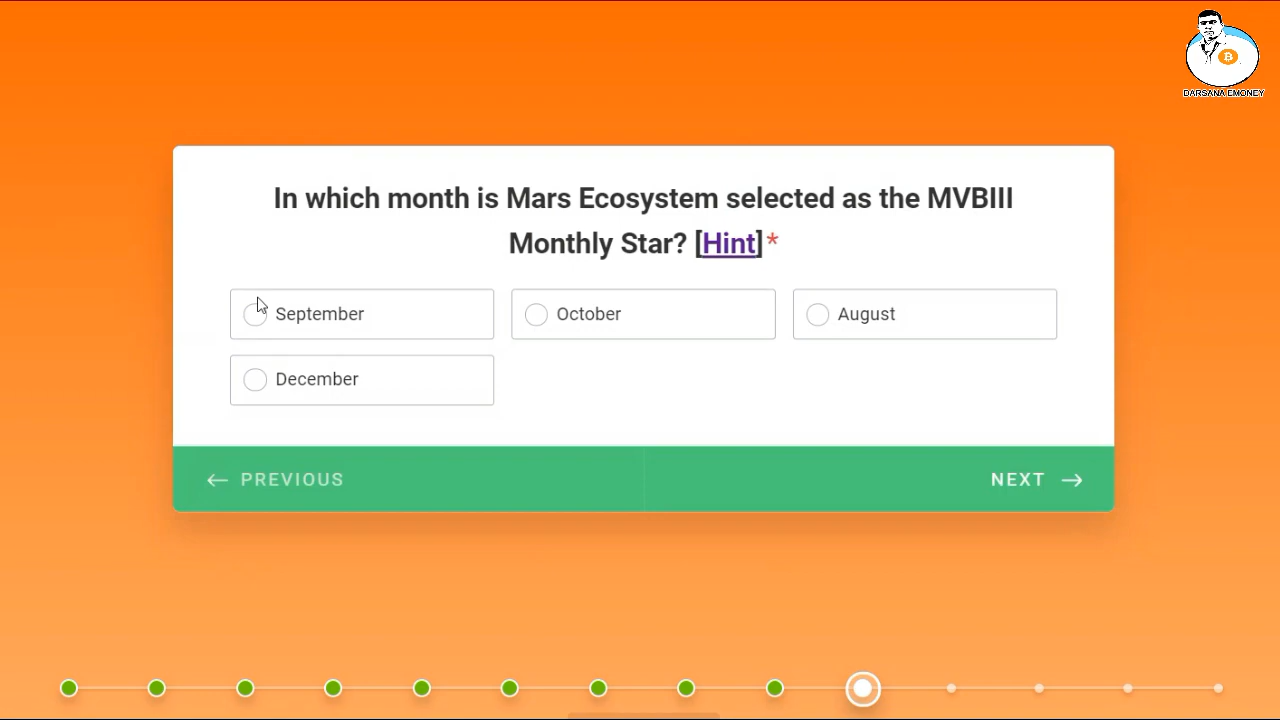 DARSANA EMONEY
In which month is Mars Ecosystem selected as the MVBIII
Monthly Star? [Hint]*
September
October
August
December
PREVIOUS
NEXT